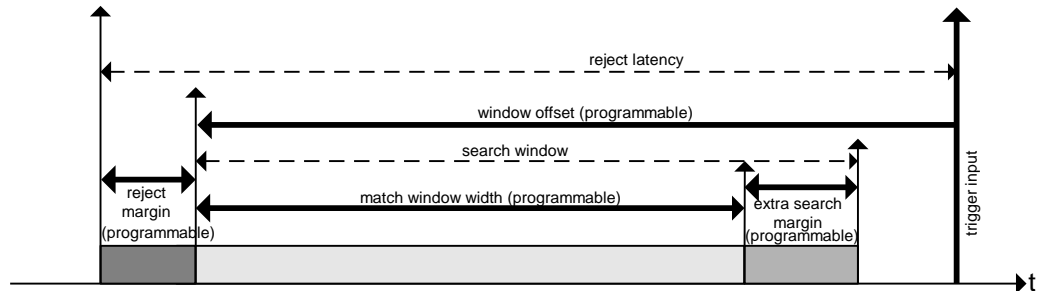 reject latency
window offset (programmable)
search window
reject
margin
(programmable)
match window width (programmable)
extra search
margin
(programmable)
trigger input
t